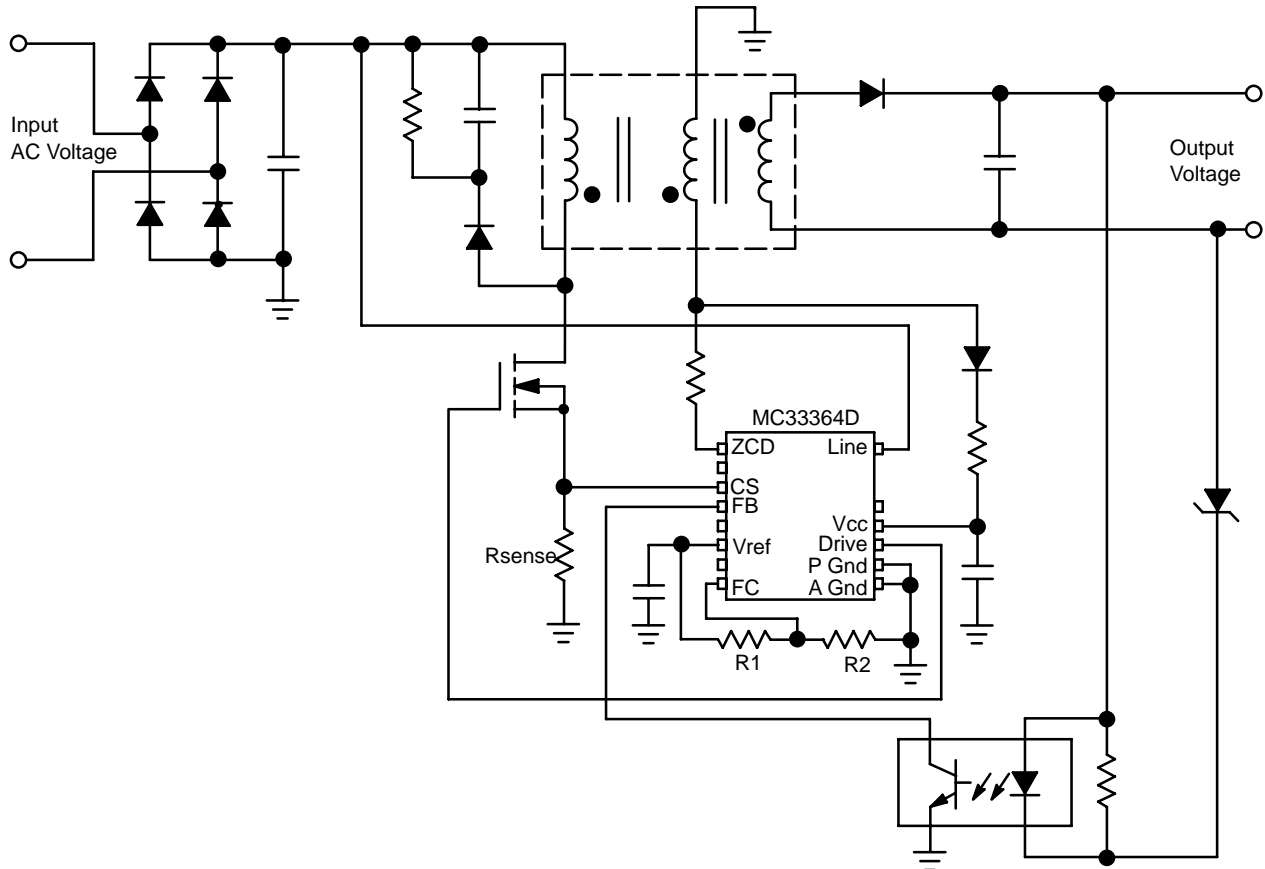 Input
AC Voltage
Output
Voltage
MC33364D
ZCD
Line
CS
FB
Vcc
Vref
Drive
P Gnd
FC
A Gnd
Rsense
R1
R2